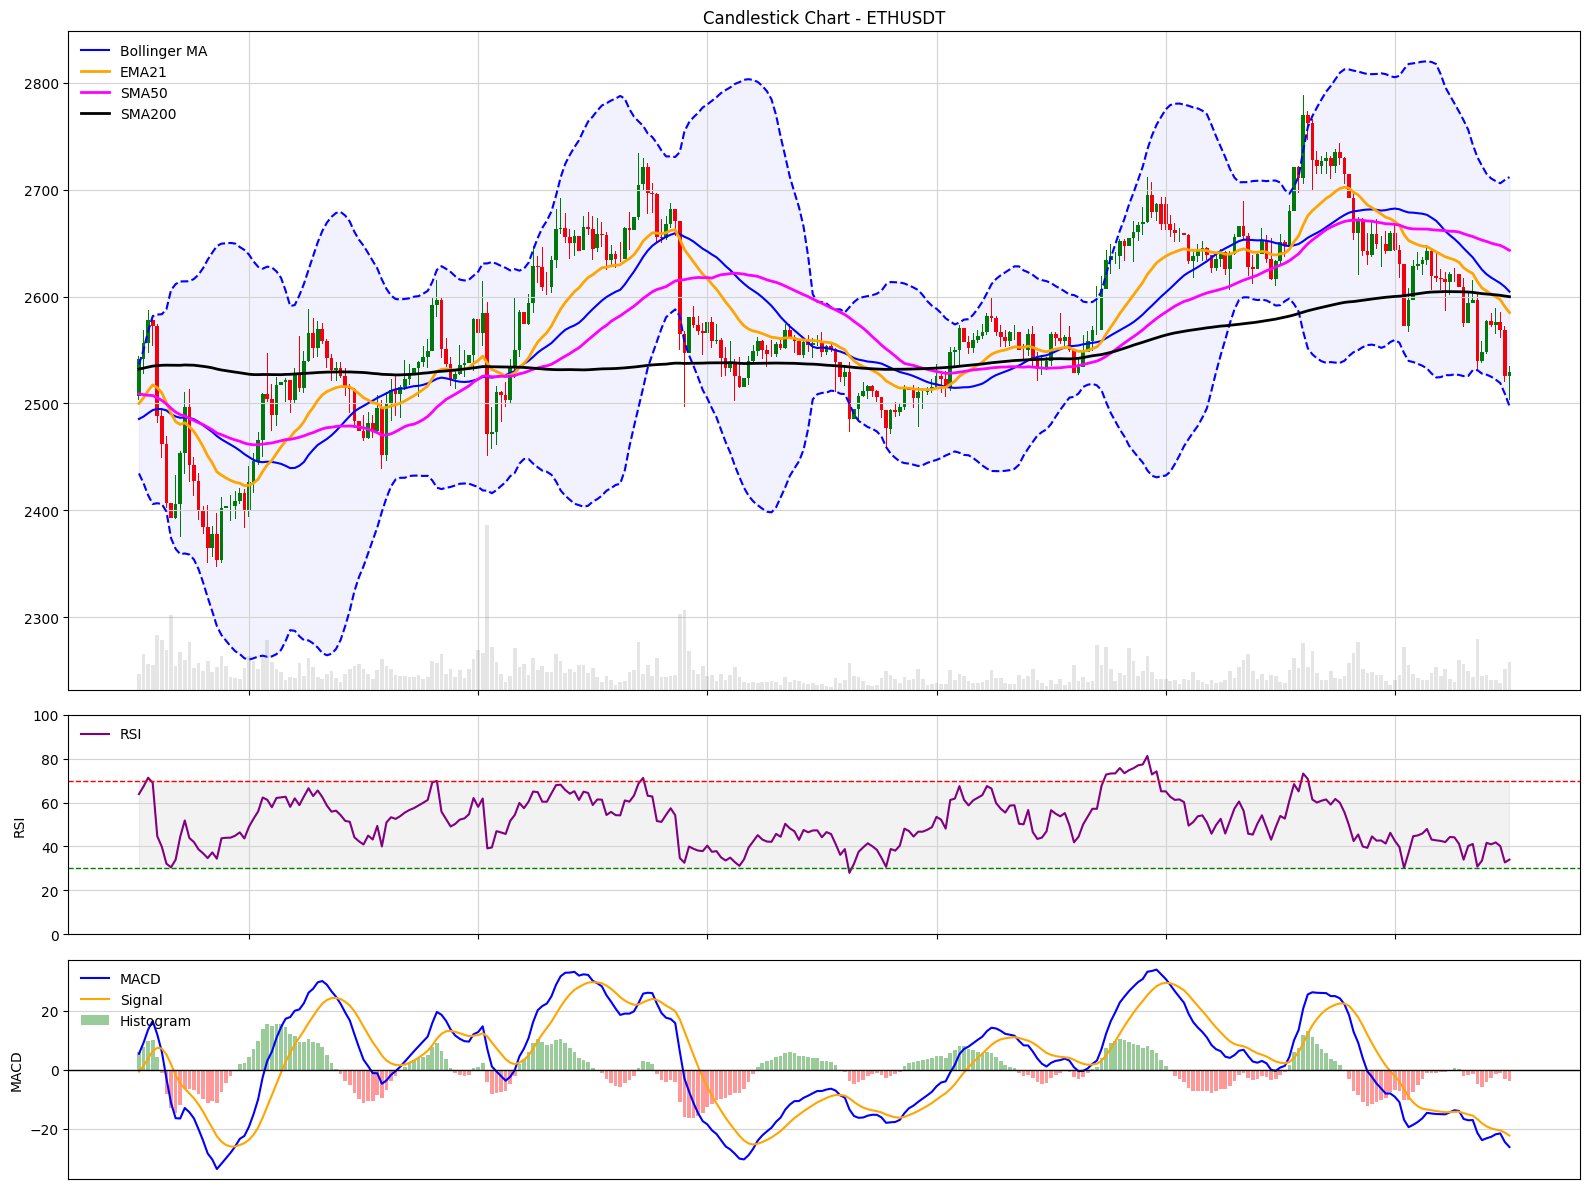 Candlestick Chart - ETHUSDT
Bollinger MA
EMA21
SMA50
SMA200
2800
2700
2600
2500
2400
2300
RSI
100
80
60
40
20
0
RSI
MACD
Signal
Histogram
20
0
−20
MACD